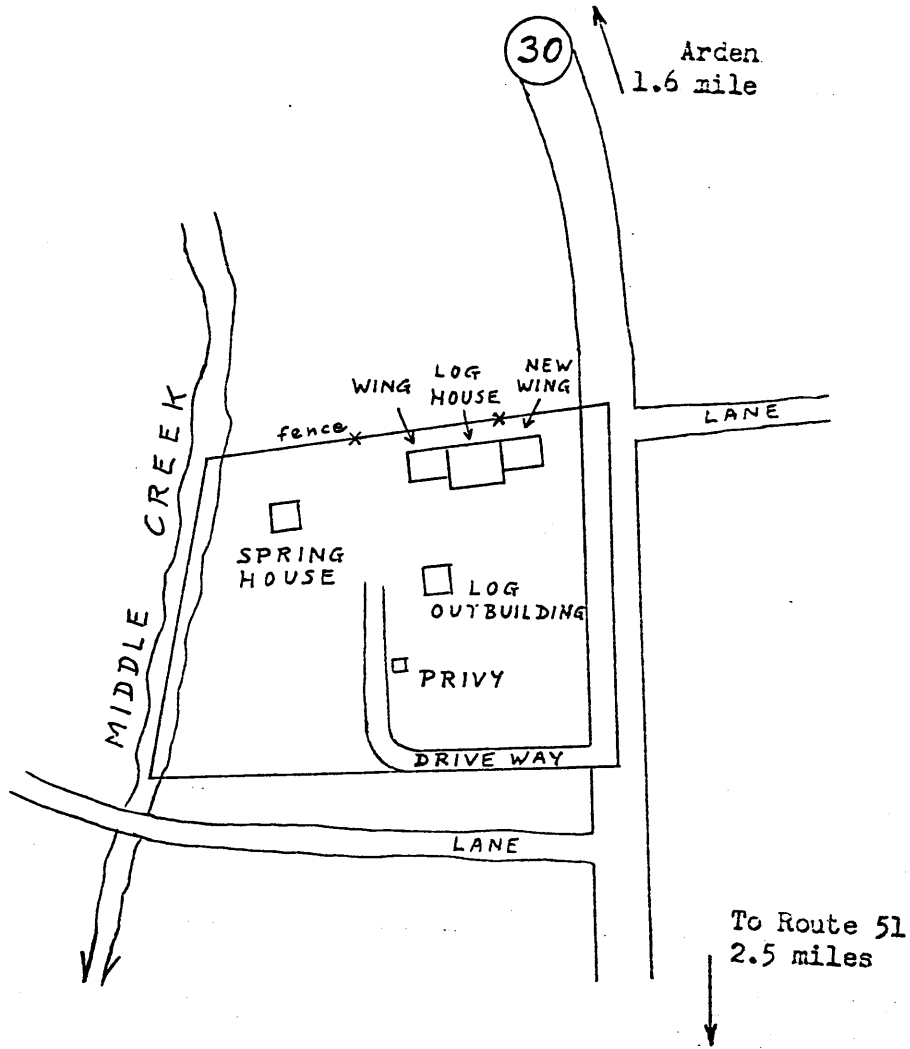 30
Arden
1.6 mile
WING
LOG
HOUSE
NEW
WING
LANE
fence
MIDDLE CREEK
SPRING
HOUSE
LOG
OUTBUILDING
PRIVY
DRIVE WAY
LANE
To Route 51
2.5 miles